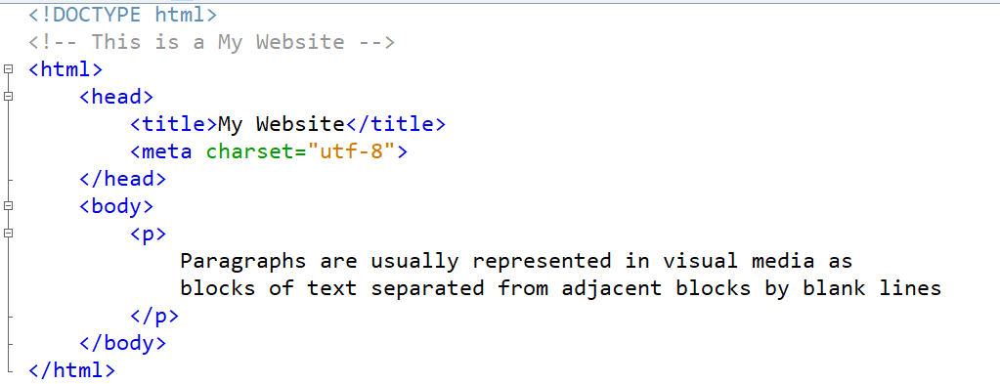 <!DOCTYPE html>
<!-- This is a My Website -->
<html>
<head>
<title>My Website</title>
<meta charset="utf-8">
</head>
<body>
<p>
Paragraphs are usually represented in visual media as
blocks of text separated from adjacent blocks by blank lines
</p>
</body>
</html>